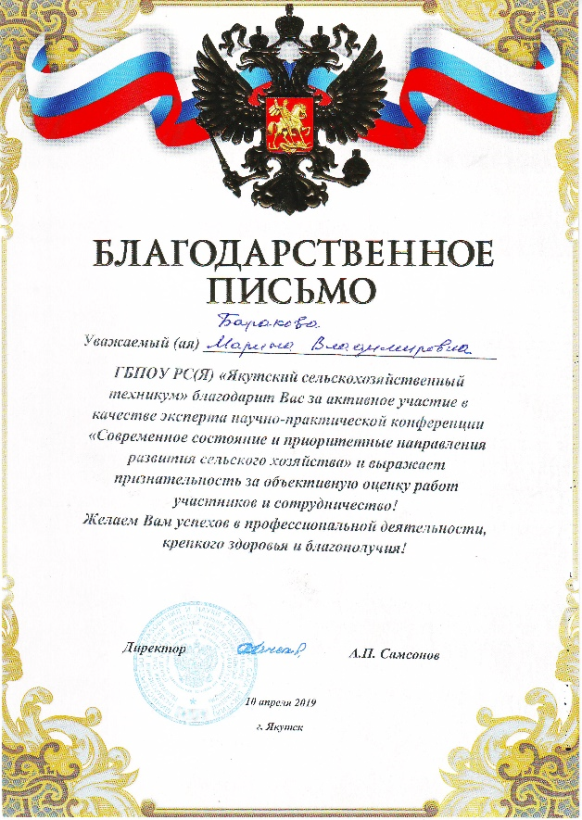 БЛАГОДАРСТВЕННОЕ
ПИСЬМО
Баракова
Уважаемый (ая) Марина Владимировна
ГБПОУ РС(Я) «Якутский сельскохозяйственный
техникум» благодарит Вас за активное участие в
качестве эксперта научно-практической конференции
«Современное состояние и приоритетные направления
развития сельского хозяйства» и выражает
признательность за объективную оценку работ
участников и сотрудничество!
Желаем Вам успехов в профессиональной деятельности,
крепкого здоровья и благополучия!
Директор А.П. Самсонов
10 апреля 2019
г. Якутск